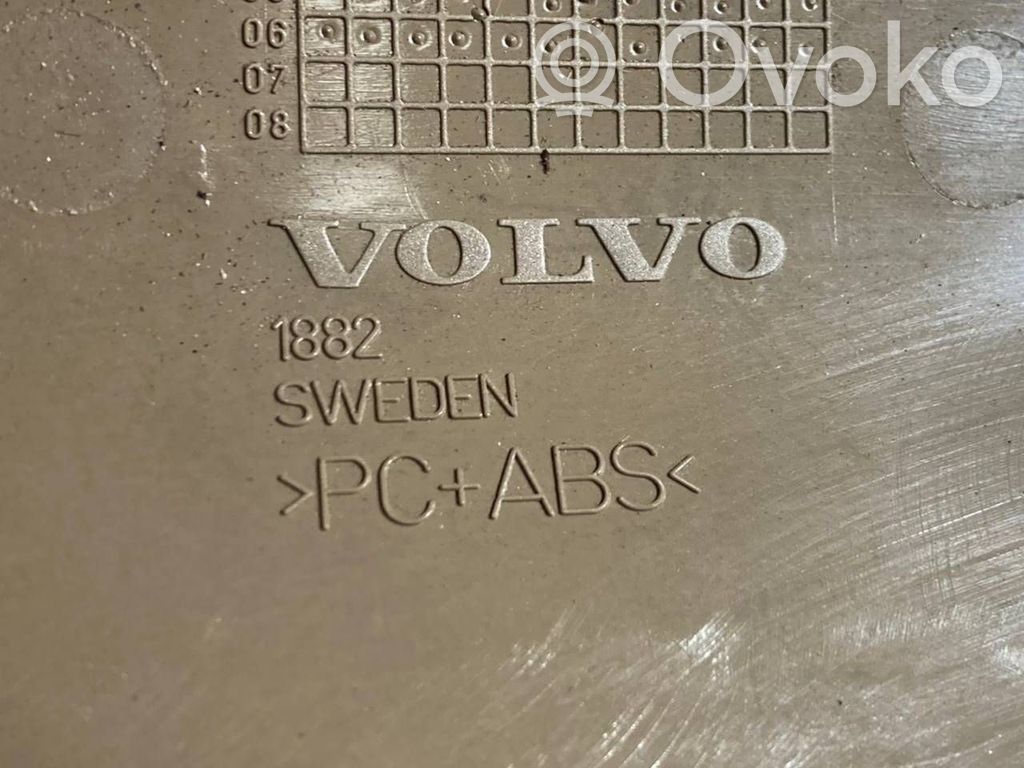 06
07
08
Ovoko
VOLVO
1882
SWEDEN
>PC+ABS<